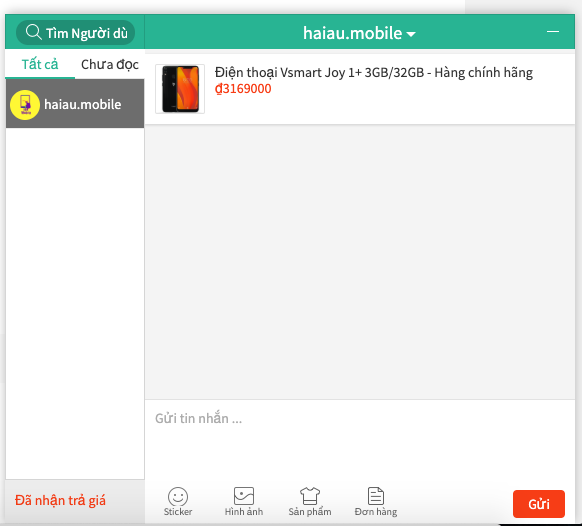 Tìm Người dù
haiau.mobile
Tất cả
Chưa đọc
haiau.mobile
Điện thoại Vsmart Joy 1+ 3GB/32GB - Hàng chính hãng
₫3169000
Gửi tin nhắn ...
Sticker
Hình ảnh
Sản phẩm
Đơn hàng
Đã nhận trả giá
Gửi